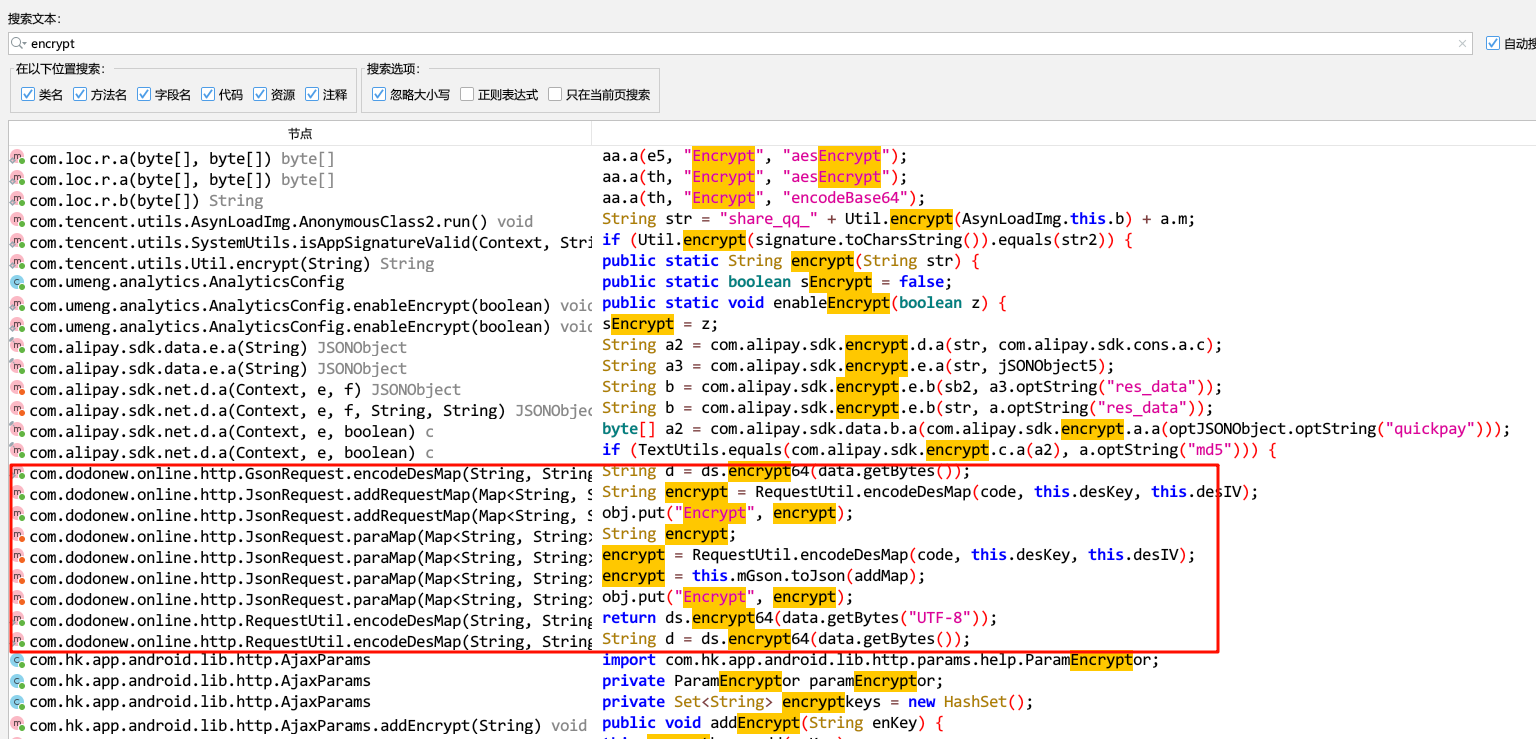 搜索文本:
encrypt
自动搜
在以下位置搜索: 搜索选项:
类名 方法名 字段名 代码 资源 注释 忽略大小写 正则表达式 只在当前页搜索
节点
com.loc.r.a(byte[], byte[]) byte[] aa.a(e5, "Encrypt", "aesEncrypt");
com.loc.r.a(byte[], byte[]) byte[] aa.a(th, "Encrypt", "aesEncrypt");
com.loc.r.b(byte[]) String aa.a(th, "Encrypt", "encodeBase64");
com.tencent.utils.AsynLoadImg.AnonymousClass2.run() void String str = "share_qq_" + Util.encrypt(AsynLoadImg.this.b) + a.m;
com.tencent.utils.SystemUtils.isAppSignatureValid(Context, Stri if (Util.encrypt(signature.toCharsString()).equals(str2)) {
com.tencent.utils.Util.encrypt(String) String public static String encrypt(String str) {
com.umeng.analytics.AnalyticsConfig public static boolean sEncrypt = false;
com.umeng.analytics.AnalyticsConfig.enableEncrypt(boolean) void public static void enableEncrypt(boolean z) {
com.umeng.analytics.AnalyticsConfig.enableEncrypt(boolean) void sEncrypt = z;
com.alipay.sdk.data.e.a(String) JSONObject String a2 = com.alipay.sdk.encrypt.d.a(str, com.alipay.sdk.cons.a.c);
com.alipay.sdk.data.e.a(String) JSONObject String a3 = com.alipay.sdk.encrypt.e.a(str, jSONObject5);
com.alipay.sdk.net.d.a(Context, e, f) JSONObject String b = com.alipay.sdk.encrypt.e.b(sb2, a3.optString("res_data"));
com.alipay.sdk.net.d.a(Context, e, f, String, String) JSONObjec String b = com.alipay.sdk.encrypt.e.b(str, a.optString("res_data"));
com.alipay.sdk.net.d.a(Context, e, boolean) c byte[] a2 = com.alipay.sdk.data.b.a(com.alipay.sdk.encrypt.a.a(optJSONObject.optString("quickpay")));
com.alipay.sdk.net.d.a(Context, e, boolean) c if (TextUtils.equals(com.alipay.sdk.encrypt.c.a(a2), a.optString("md5"))) {
com.dodonew.online.http.GsonRequest.encodeDesMap(String, String String d = ds.encrypt64(data.getBytes());
com.dodonew.online.http.JsonRequest.addRequestMap(Map<String, S String encrypt = RequestUtil.encodeDesMap(code, this.desKey, this.desIV);
com.dodonew.online.http.JsonRequest.addRequestMap(Map<String, S obj.put("Encrypt", encrypt);
com.dodonew.online.http.JsonRequest.paraMap(Map<String, String> String encrypt;
com.dodonew.online.http.JsonRequest.paraMap(Map<String, String> encrypt = RequestUtil.encodeDesMap(code, this.desKey, this.desIV);
com.dodonew.online.http.JsonRequest.paraMap(Map<String, String> encrypt = this.mGson.toJson(addMap);
com.dodonew.online.http.JsonRequest.paraMap(Map<String, String> obj.put("Encrypt", encrypt);
com.dodonew.online.http.RequestUtil.encodeDesMap(String, String return ds.encrypt64(data.getBytes("UTF-8"));
com.dodonew.online.http.RequestUtil.encodeDesMap(String, String String d = ds.encrypt64(data.getBytes());
com.hk.app.android.lib.http.AjaxParams import com.hk.app.android.lib.http.params.help.ParamEncryptor;
com.hk.app.android.lib.http.AjaxParams private ParamEncryptor paramEncryptor;
com.hk.app.android.lib.http.AjaxParams private Set<String> encryptkeys = new HashSet();
com.hk.app.android.lib.http.AjaxParams.addEncrypt(String) void public void addEncrypt(String enKey) {